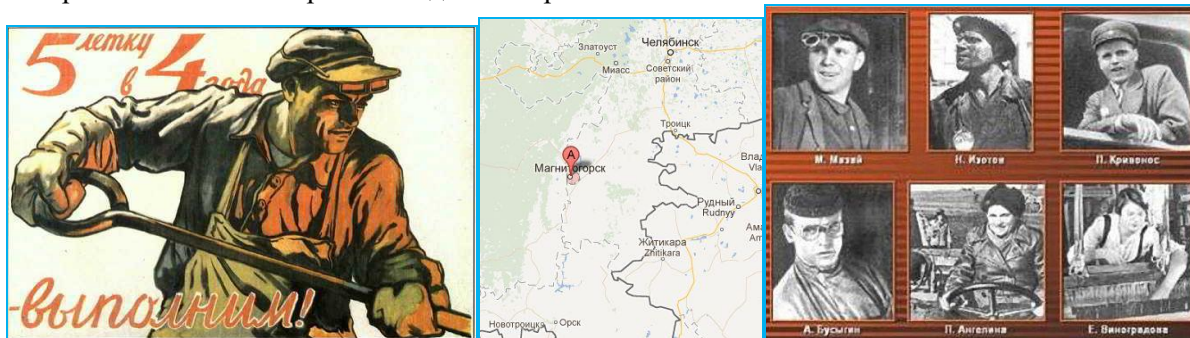 5 летку
в 4 года
-выполним!
Златоуст
Челябинск
Миасс
Советский
район
Троицк
A
Магнитогорск
Рудный
Rudnyy
Житикара
Zhitikara
Новотроицк
Орск
М. Мазай
Н. Изотов
П. Кривонос
А. Бусыгин
П. Ангелина
Е. Виноградова